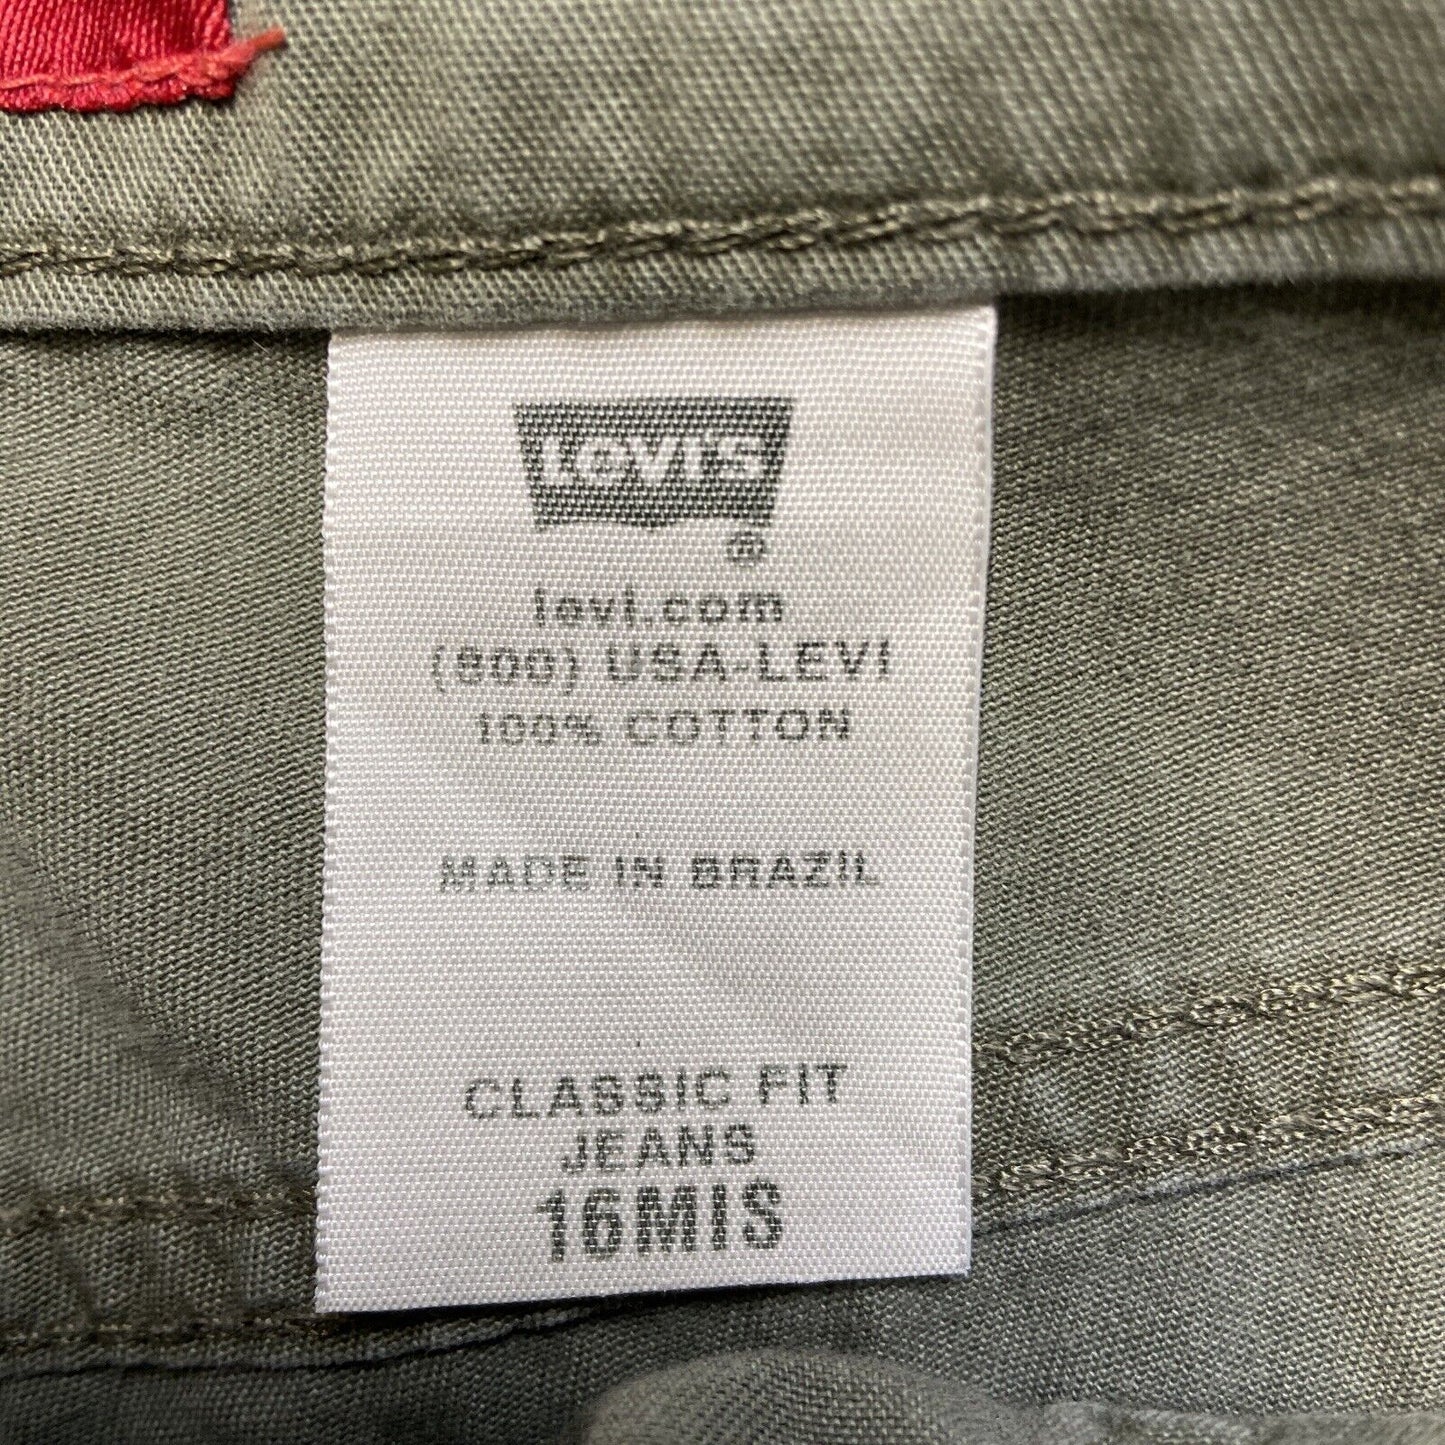 LEVI'S
®
levi.com
(800) USA-LEVI
100% COTTON
MADE IN BRAZIL
CLASSIC FIT
JEANS
16MIS